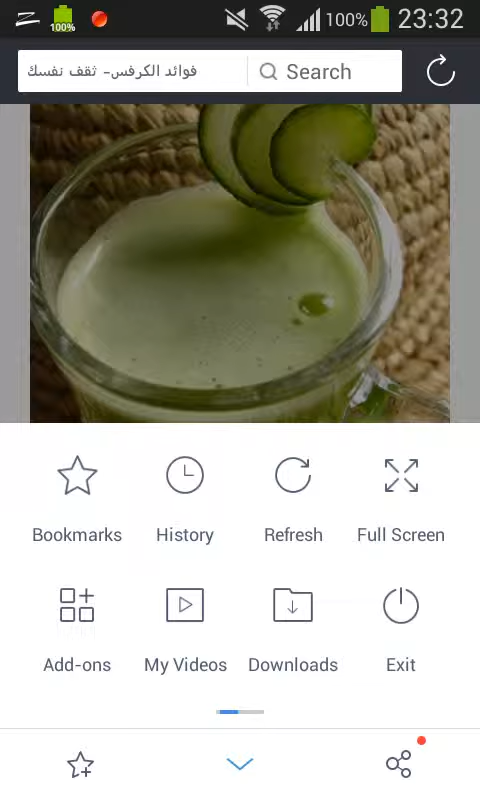 100%
100%
23:32
فوائد الكرفس- ثقف نفسك
Search
Bookmarks
History
Refresh
Full Screen
Add-ons
My Videos
Downloads
Exit